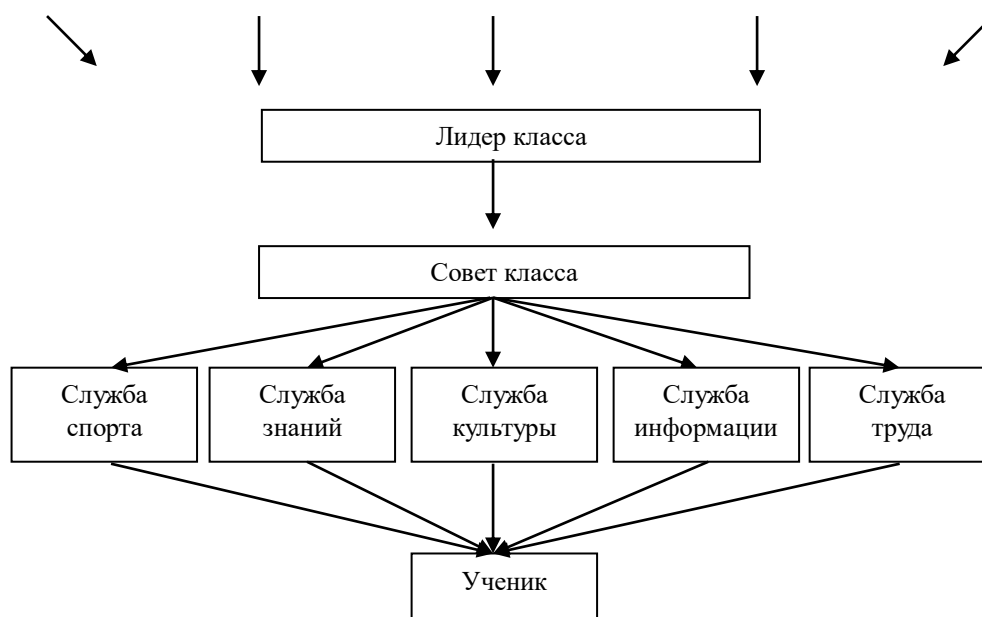 Лидер класса
Совет класса
Служба
спорта
Служба
знаний
Служба
культуры
Служба
информации
Служба
труда
Ученик